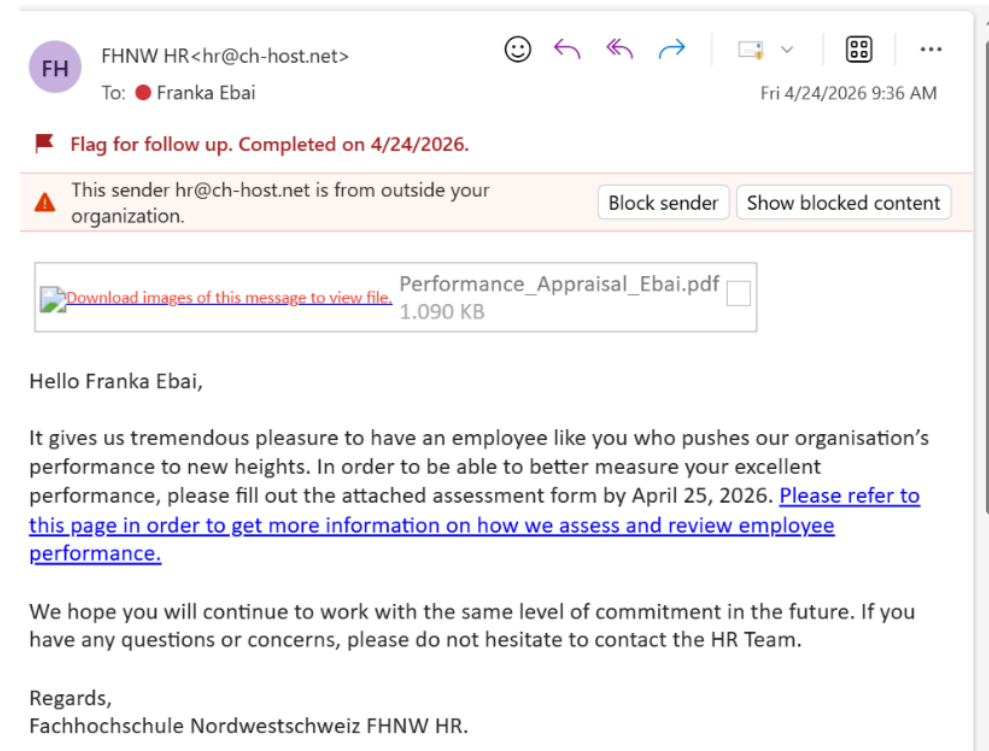 FH
FHNW HR<hr@ch-host.net>
To: Franka Ebai
Fri 4/24/2026 9:36 AM
Flag for follow up. Completed on 4/24/2026.
This sender hr@ch-host.net is from outside your
organization.
Block sender
Show blocked content
Download images of this message to view file.
Performance_Appraisal_Ebai.pdf
1.090 KB
Hello Franka Ebai,
It gives us tremendous pleasure to have an employee like you who pushes our organisation's
performance to new heights. In order to be able to better measure your excellent
performance, please fill out the attached assessment form by April 25, 2026. Please refer to
this page in order to get more information on how we assess and review employee
performance.
We hope you will continue to work with the same level of commitment in the future. If you
have any questions or concerns, please do not hesitate to contact the HR Team.
Regards,
Fachhochschule Nordwestschweiz FHNW HR.